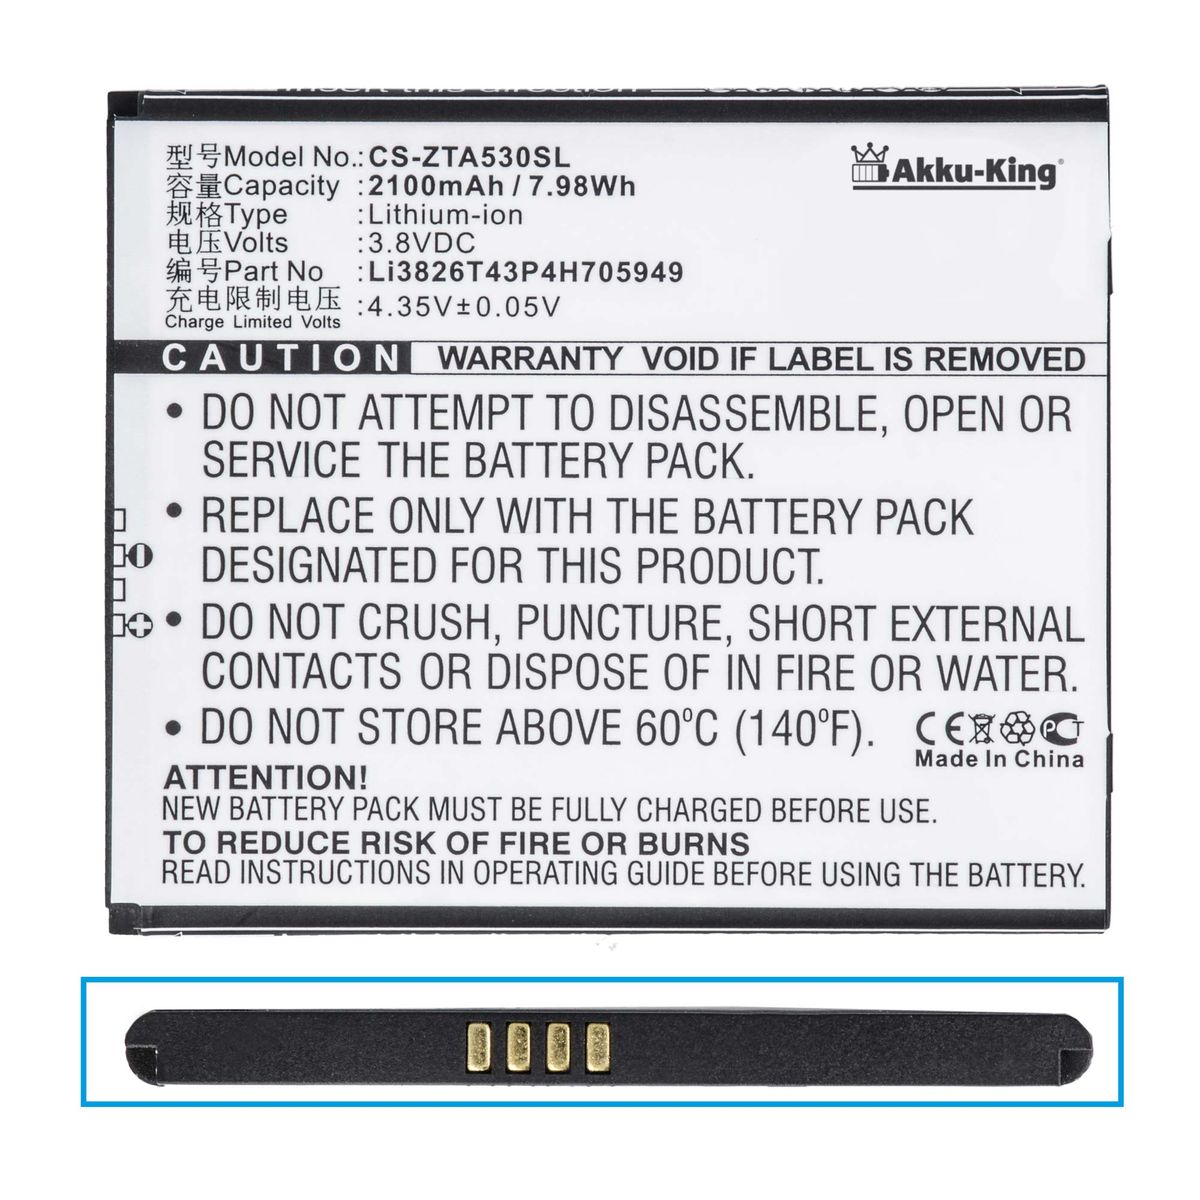 型号Model No.: CS-ZTA530SL
容量Capacity : 2100mAh / 7.98Wh
规格Type : Lithium-ion
电压Volts : 3.8VDC
编号Part No : Li3826T43P4H705949
充电限制电压 : 4.35V±0.05V
Charge Limited Volts
Akku-King®
CAUTION WARRANTY VOID IF LABEL IS REMOVED
• DO NOT ATTEMPT TO DISASSEMBLE, OPEN OR
SERVICE THE BATTERY PACK.
• REPLACE ONLY WITH THE BATTERY PACK
DESIGNATED FOR THIS PRODUCT.
• DO NOT CRUSH, PUNCTURE, SHORT EXTERNAL
CONTACTS OR DISPOSE OF IN FIRE OR WATER.
• DO NOT STORE ABOVE 60°C (140°F).
CE PCT
Made In China
ATTENTION!
NEW BATTERY PACK MUST BE FULLY CHARGED BEFORE USE.
TO REDUCE RISK OF FIRE OR BURNS
READ INSTRUCTIONS IN OPERATING GUIDE BEFORE USING THE BATTERY.